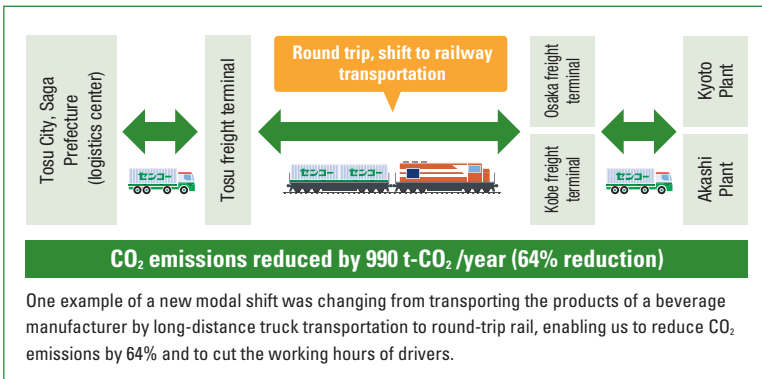 Tosu City, Saga
Prefecture
(logistics center)
センコー
Tosu freight terminal
Round trip, shift to railway
transportation
センコー センコー
Osaka freight
terminal
Kobe freight
terminal
センコー
Kyoto
Plant
Akashi
Plant
CO₂ emissions reduced by 990 t-CO₂ /year (64% reduction)
One example of a new modal shift was changing from transporting the products of a beverage
manufacturer by long-distance truck transportation to round-trip rail, enabling us to reduce CO₂
emissions by 64% and to cut the working hours of drivers.